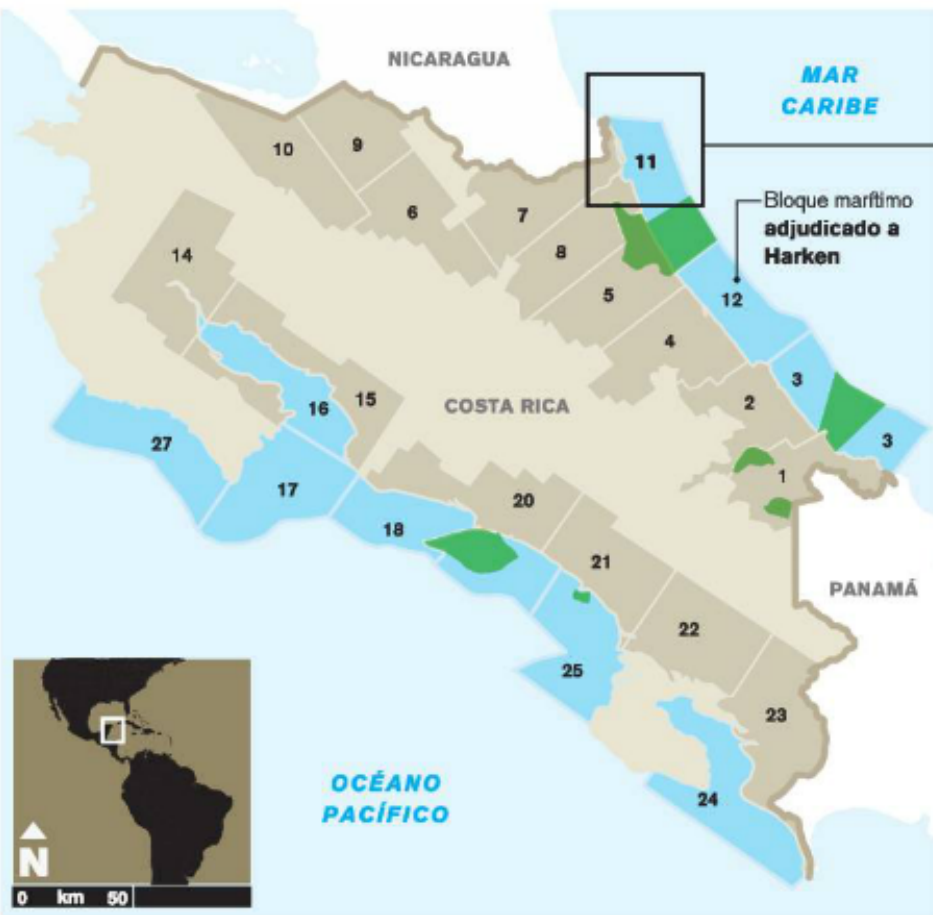 NICARAGUA
MAR
CARIBE
10
9
11
6
7
Bloque marítimo
adjudicado a
Harken
14
8
5
12
4
3
2
15
16
COSTA RICA
3
27
1
17
20
18
21
PANAMÁ
22
25
23
24
OCÉANO
PACÍFICO
N
0 km 50